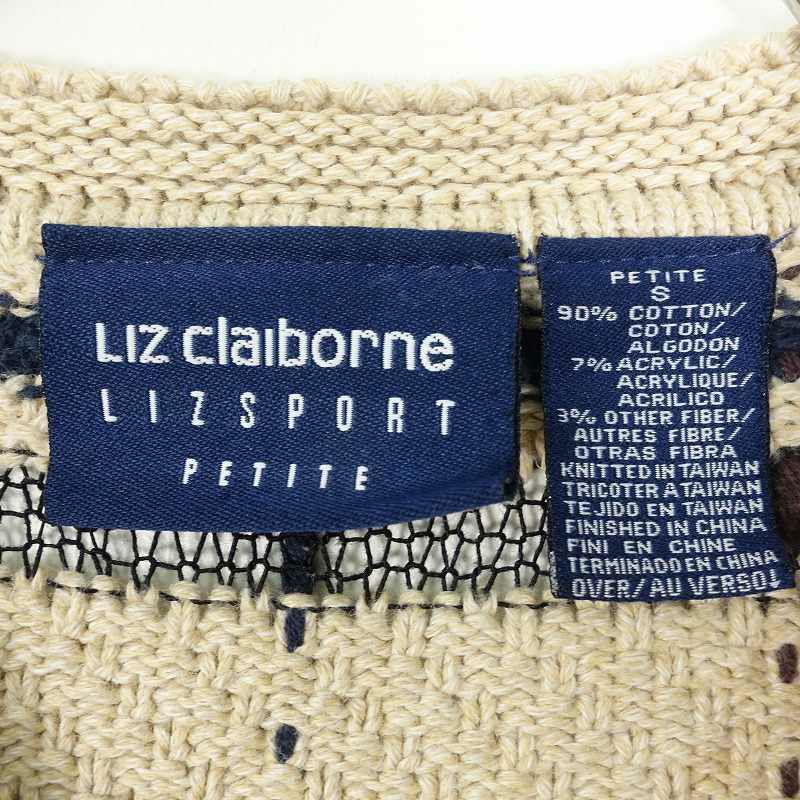 Liz claiborne
LIZSPORT
PETITE
PETITE
S
90% COTTON/
COTON/
ALGODON
7% ACRYLIC/
ACRYLIQUE/
ACRILICO
3% OTHER FIBER/
AUTRES FIBRE/
OTRAS FIBRA
KNITTED IN TAIWAN
TRICOTER A TAIWAN
TEJIDO EN TAIWAN
FINISHED IN CHINA
FINI EN CHINE
TERMINADO EN CHINA
OVER/AU VERSO↓